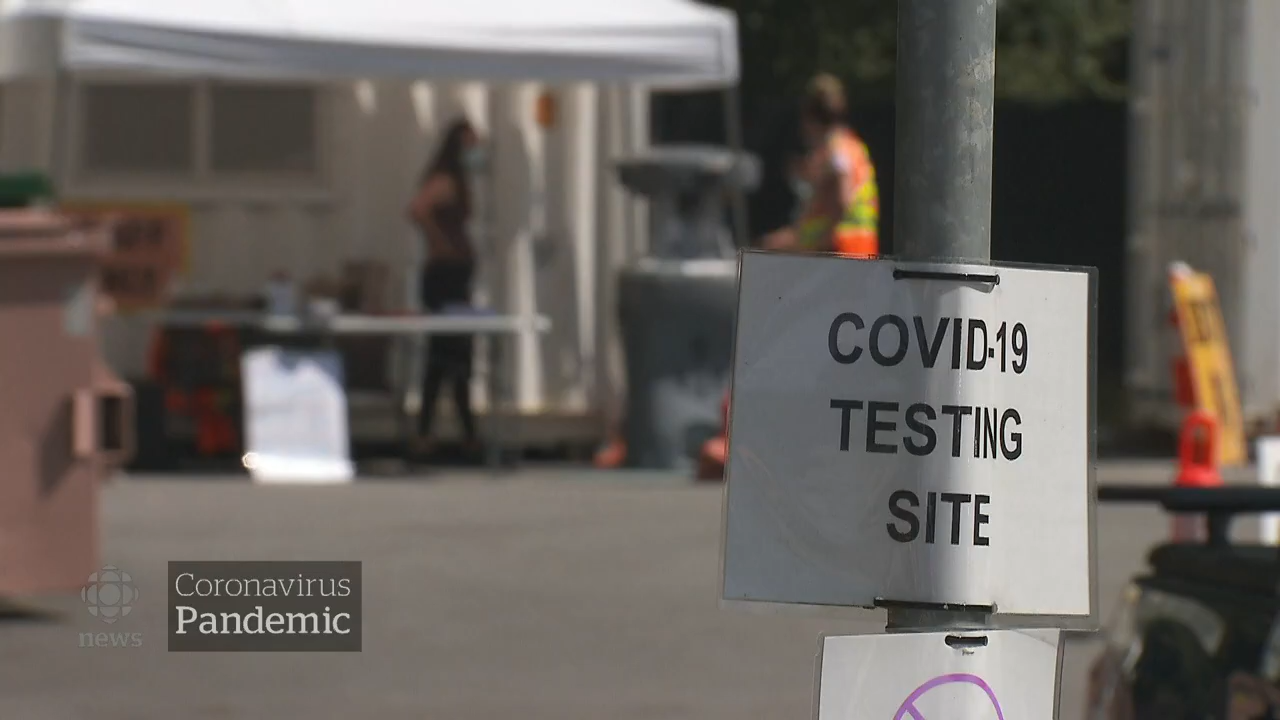 COVID-19
TESTING
SITE
Coronavirus
Pandemic
news